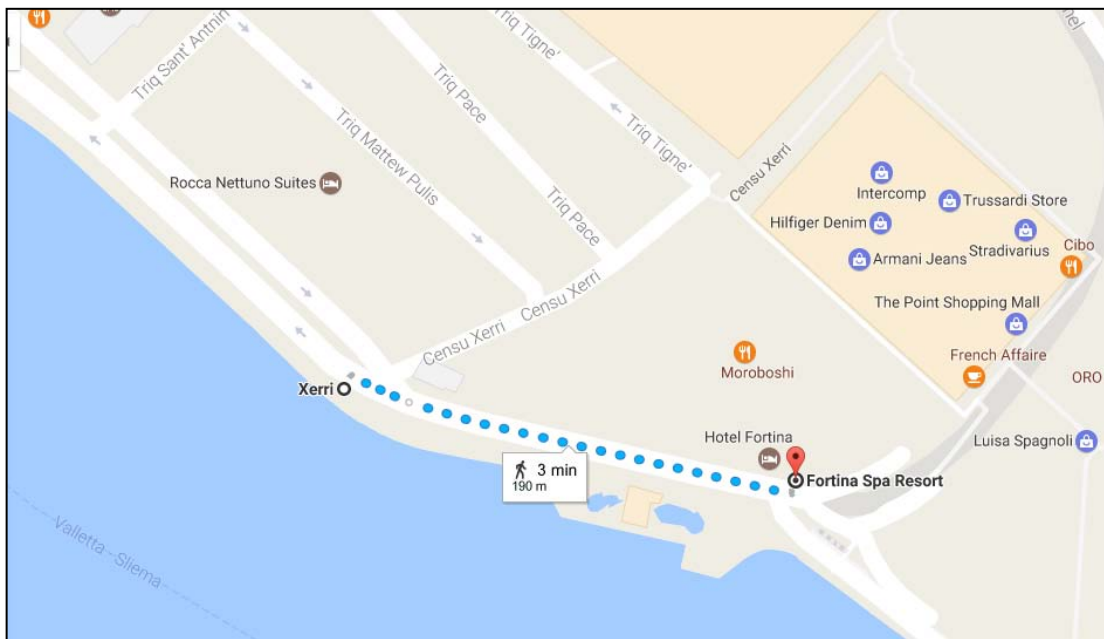 Triq Sant' Antnin
Triq Mattew Pulis
Triq Pace
Triq Pace
Triq Tigne'
Triq Tigne'
Censu Xerri
Rocca Nettuno Suites
Intercomp
Trussardi Store
Hilfiger Denim
Stradivarius
Cibo
Armani Jeans
The Point Shopping Mall
Censu Xerri
Censu Xerri
Moroboshi
French Affaire
ORO
Xerri
Hotel Fortina
Luisa Spagnoli
3 min
190 m
Fortina Spa Resort
Valletta - Sliema